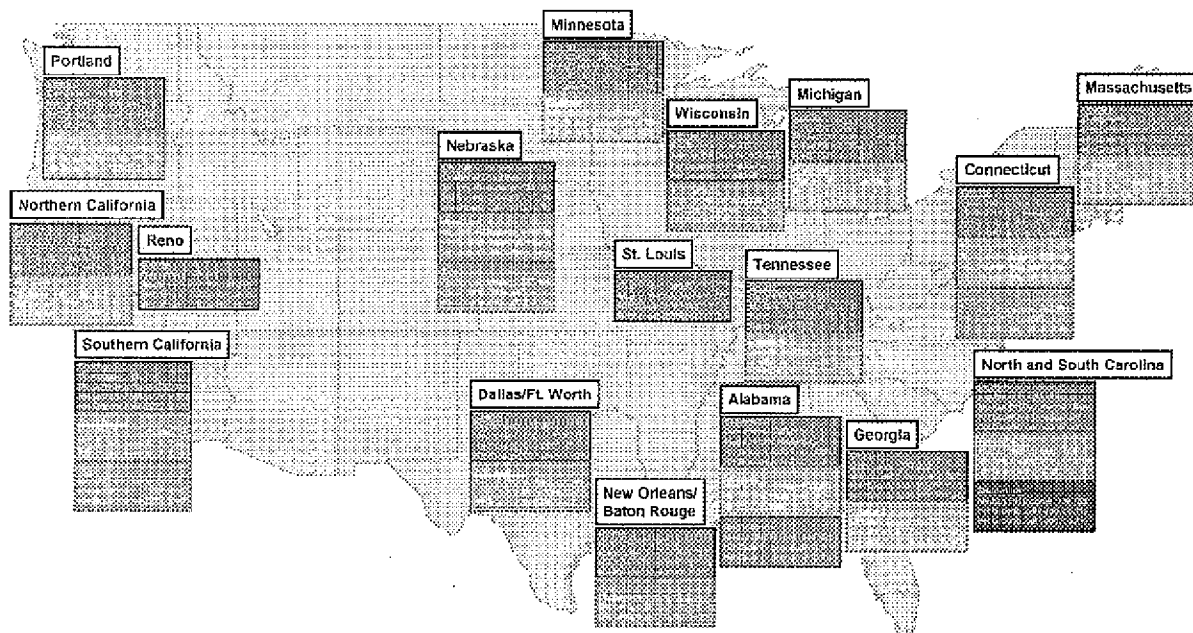 Minnesota
Portland
Michigan
Massachusetts
Wisconsin
Nebraska
Connecticut
Northern California
Reno
St. Louis
Tennessee
Southern California
North and South Carolina
Dallas/Ft. Worth
Alabama
Georgia
New Orleans/
Baton Rouge